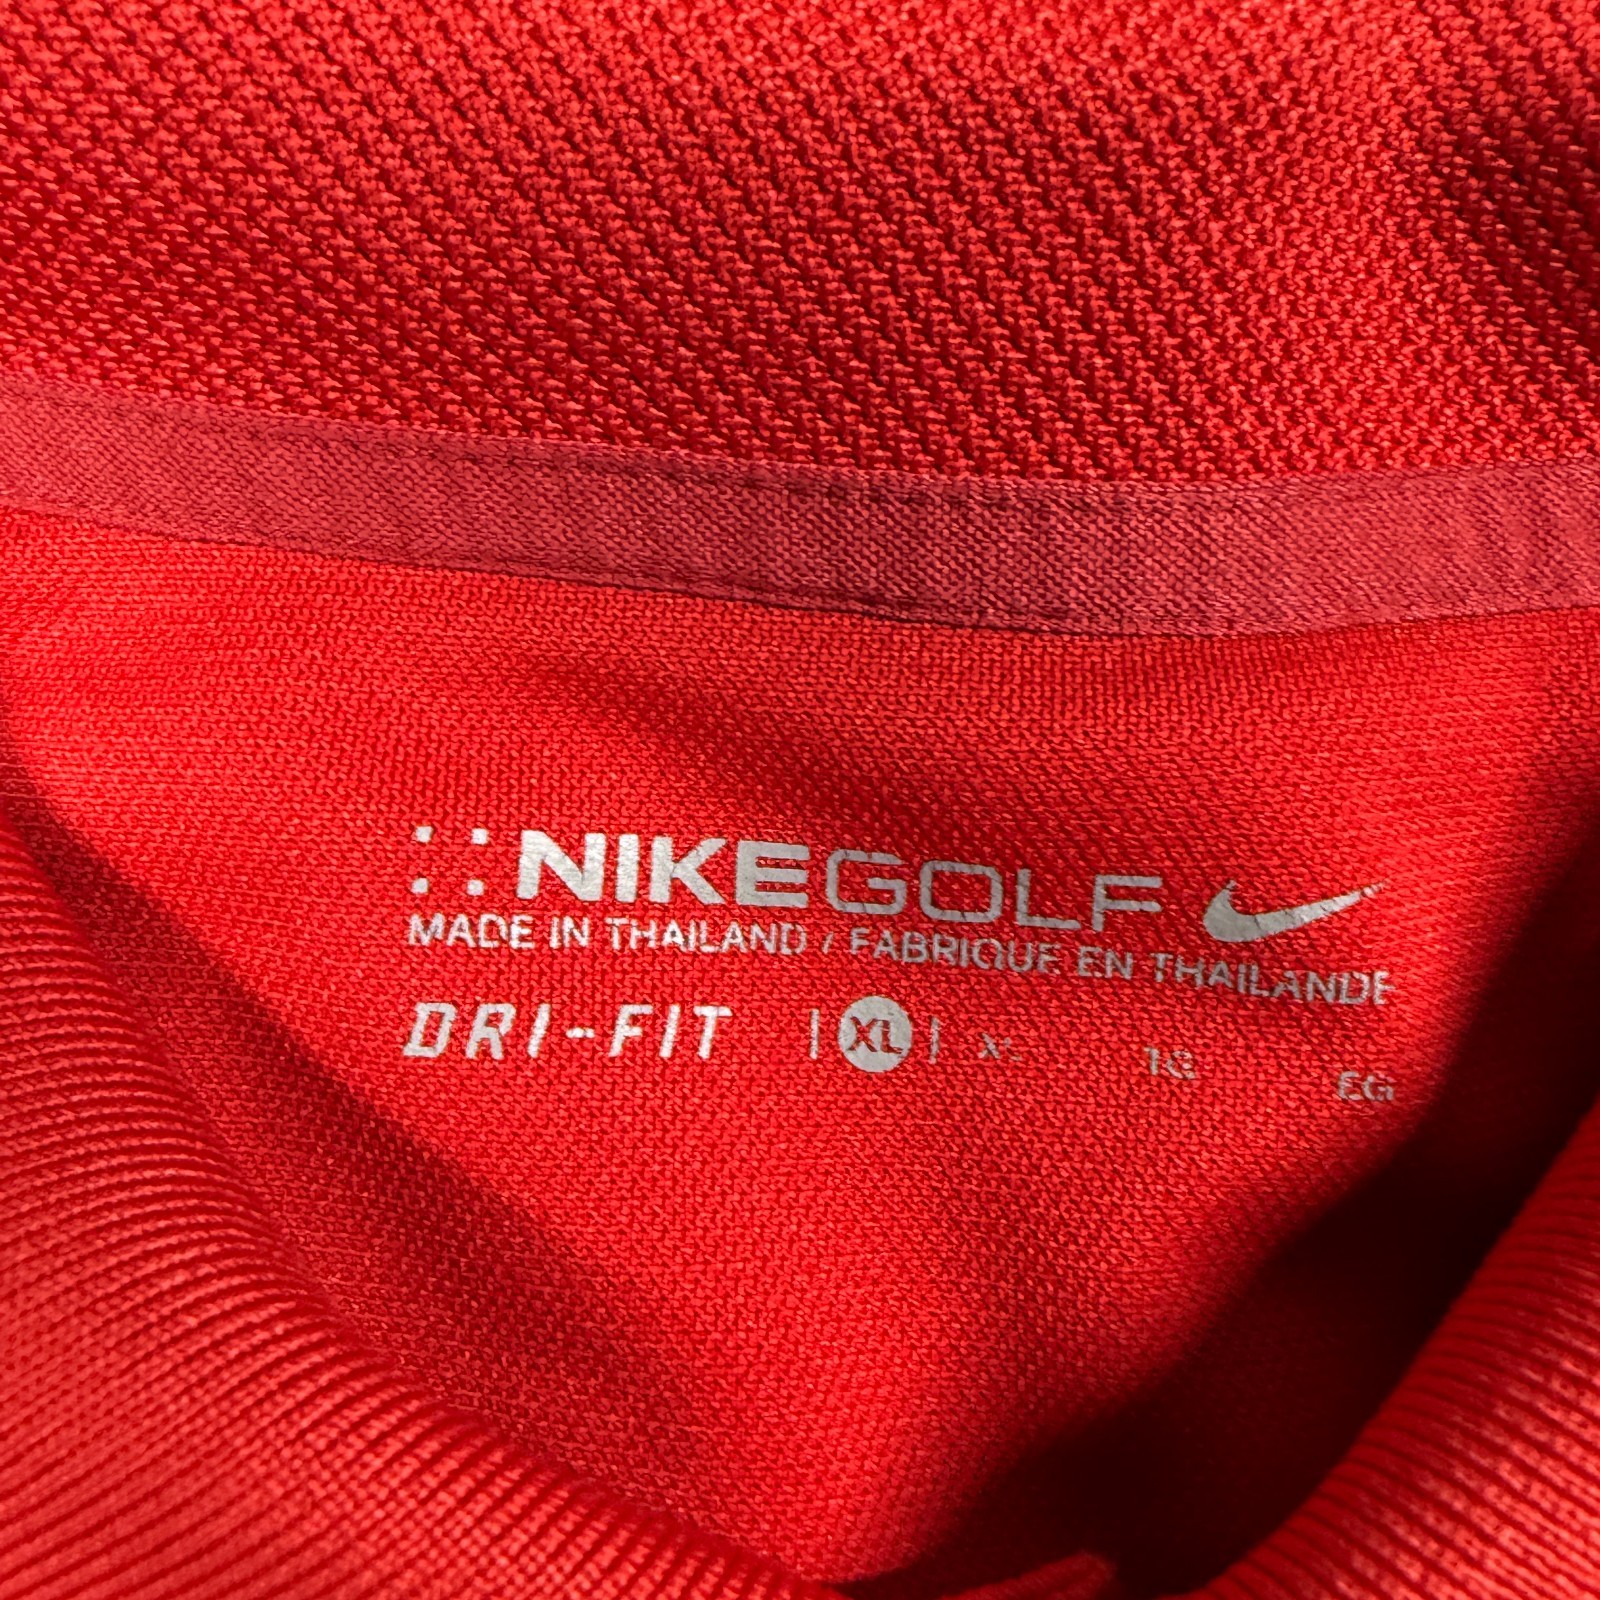 NIKEGOLF
MADE IN THAILAND / FABRIQUE EN THAILANDE
DRI-FIT | XL |